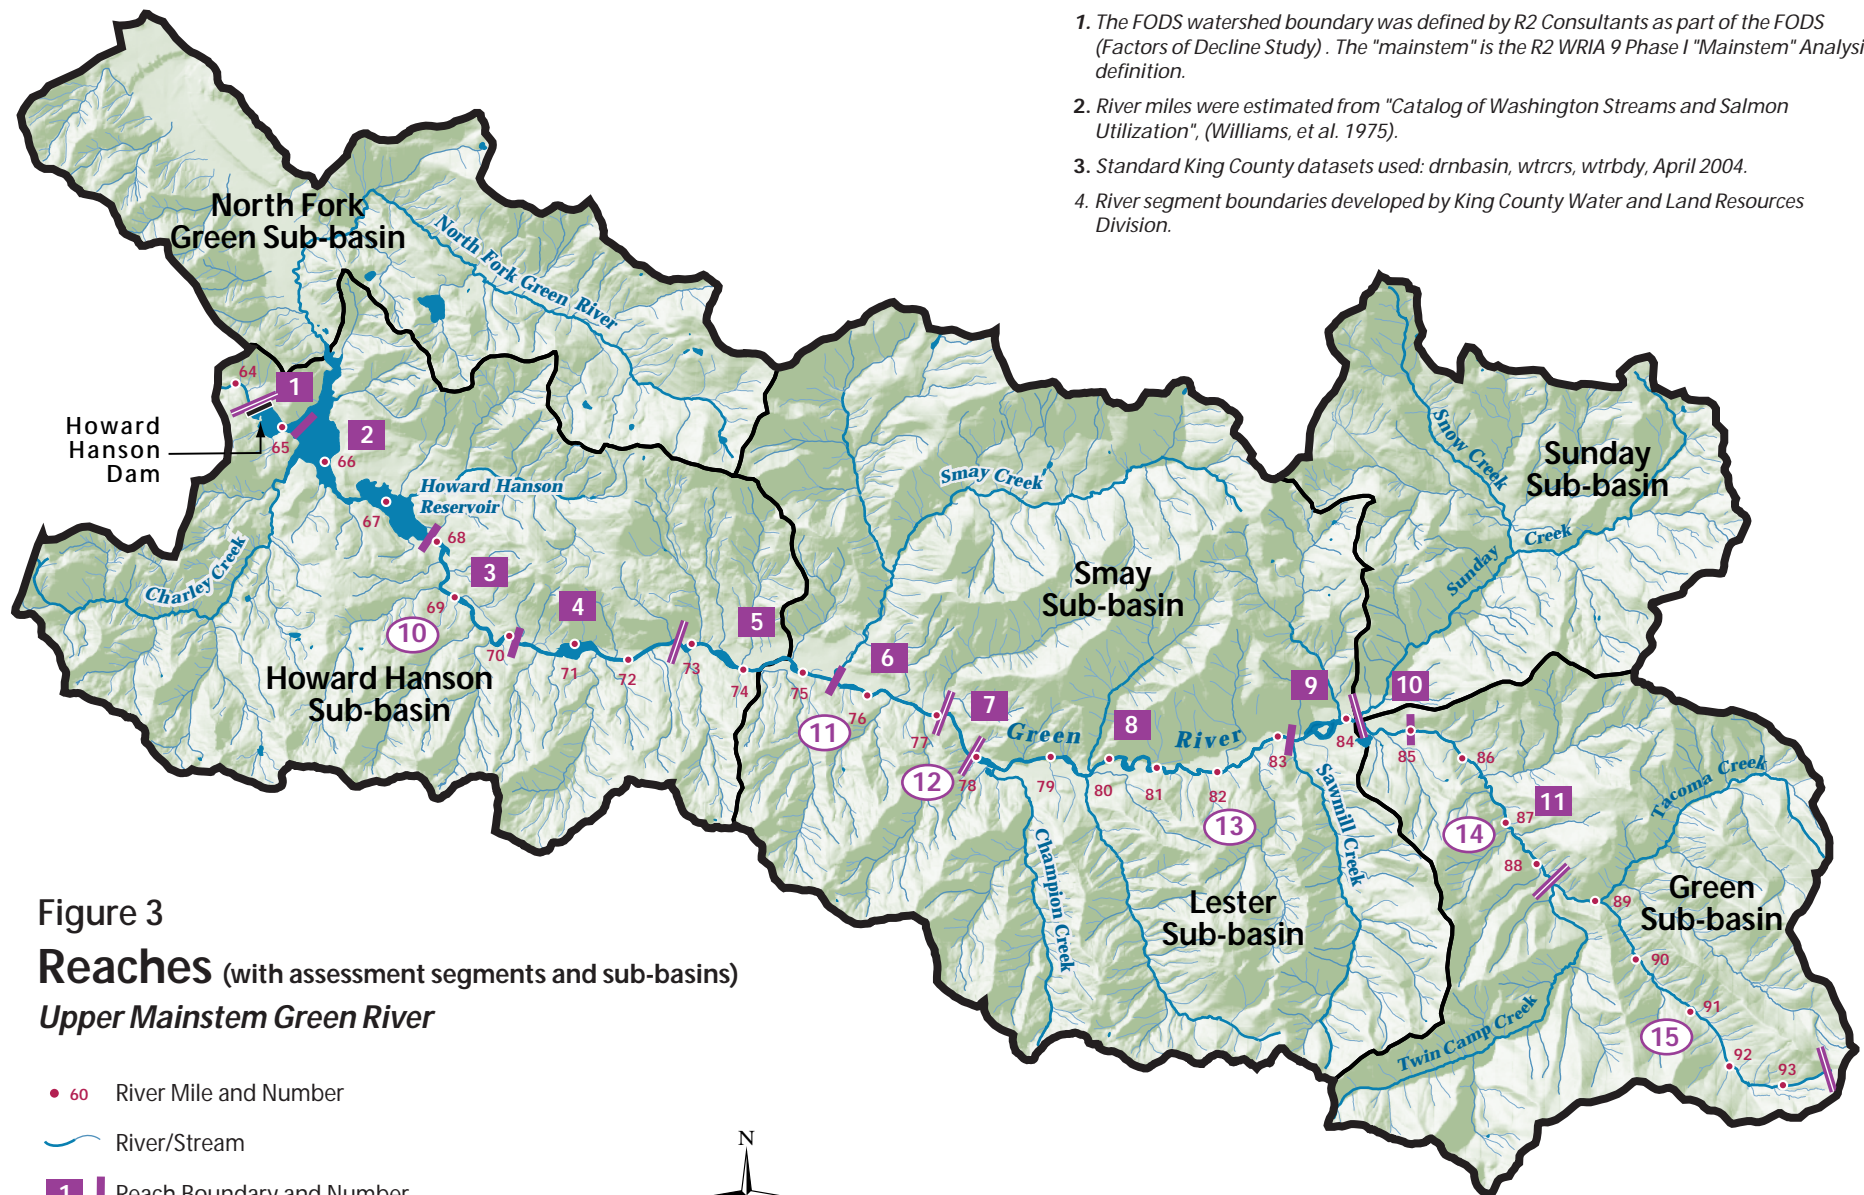 1. The FODS watershed boundary was defined by R2 Consultants as part of the FODS
(Factors of Decline Study) . The "mainstem" is the R2 WRIA 9 Phase I "Mainstem" Analysi
definition.
2. River miles were estimated from "Catalog of Washington Streams and Salmon
Utilization", (Williams, et al. 1975).
3. Standard King County datasets used: drnbasin, wtrcrs, wtrbdy, April 2004.
4. River segment boundaries developed by King County Water and Land Resources
Division.
North Fork
Green Sub-basin
North Fork Green River
64
1
Howard
Hanson
Dam
65
2
66
Howard Hanson
Reservoir
67
68
Charley Creek
3
69
10
70
4
71
72
73
5
74
Howard Hanson
Sub-basin
75
Smay Creek
Smay
Sub-basin
6
76
11
77
7
12
78
Green River
79
8
80
81
82
13
83
9
84
Champion Creek
Sawmill Creek
Lester
Sub-basin
Snow Creek
Sunday
Sub-basin
Sunday Creek
10
85
86
11
87
14
88
Tacoma Creek
89
Green
Sub-basin
90
91
15
92
93
Twin Camp Creek
Figure 3
Reaches (with assessment segments and sub-basins)
Upper Mainstem Green River
60 River Mile and Number
River/Stream
1 Reach Boundary and Number
N